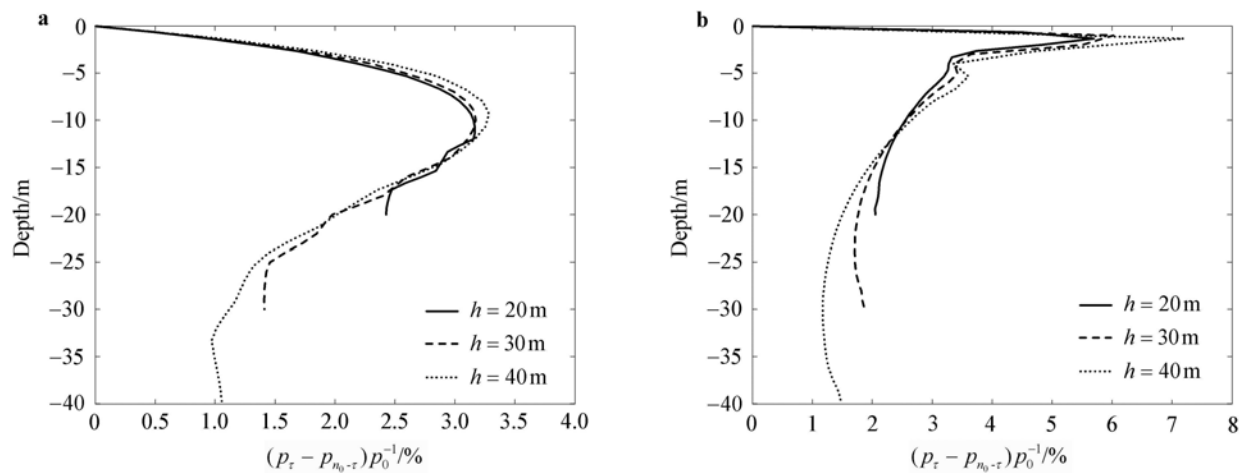 a
0
−5
−10
−15
−20
−25
−30
−35
−40
Depth/m
h = 20 m
h = 30 m
h = 40 m
0 0.5 1.0 1.5 2.0 2.5 3.0 3.5 4.0
(p_τ − p_{n_0-τ}) p_0^{-1}/%
b
0
−5
−10
−15
−20
−25
−30
−35
−40
Depth/m
h = 20 m
h = 30 m
h = 40 m
0 1 2 3 4 5 6 7 8
(p_τ − p_{n_0-τ}) p_0^{-1}/%